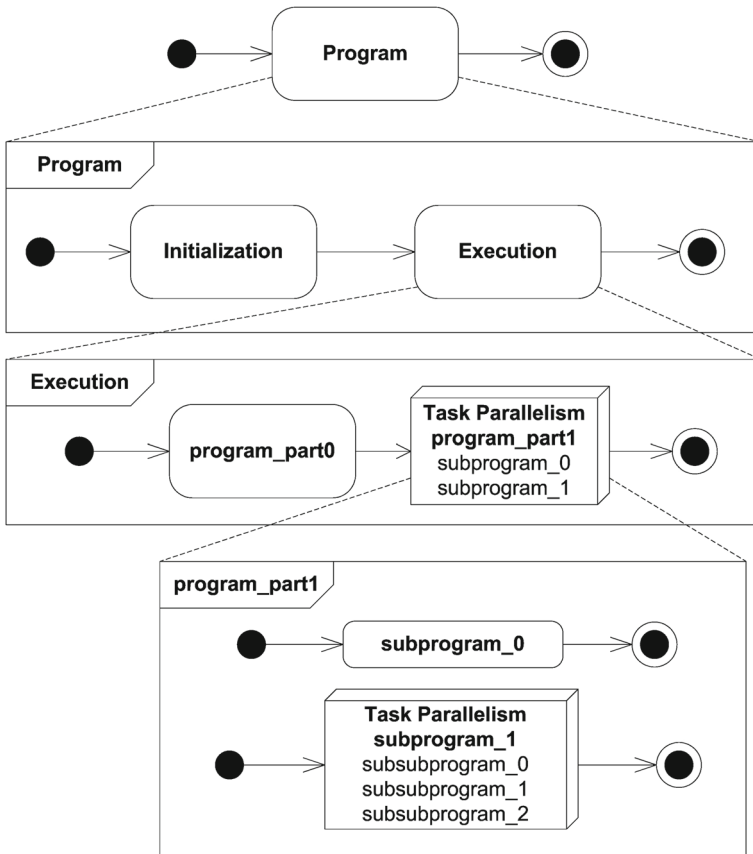 Program
Program
Initialization
Execution
Execution
program_part0
Task Parallelism
program_part1
subprogram_0
subprogram_1
program_part1
subprogram_0
Task Parallelism
subprogram_1
subsubprogram_0
subsubprogram_1
subsubprogram_2